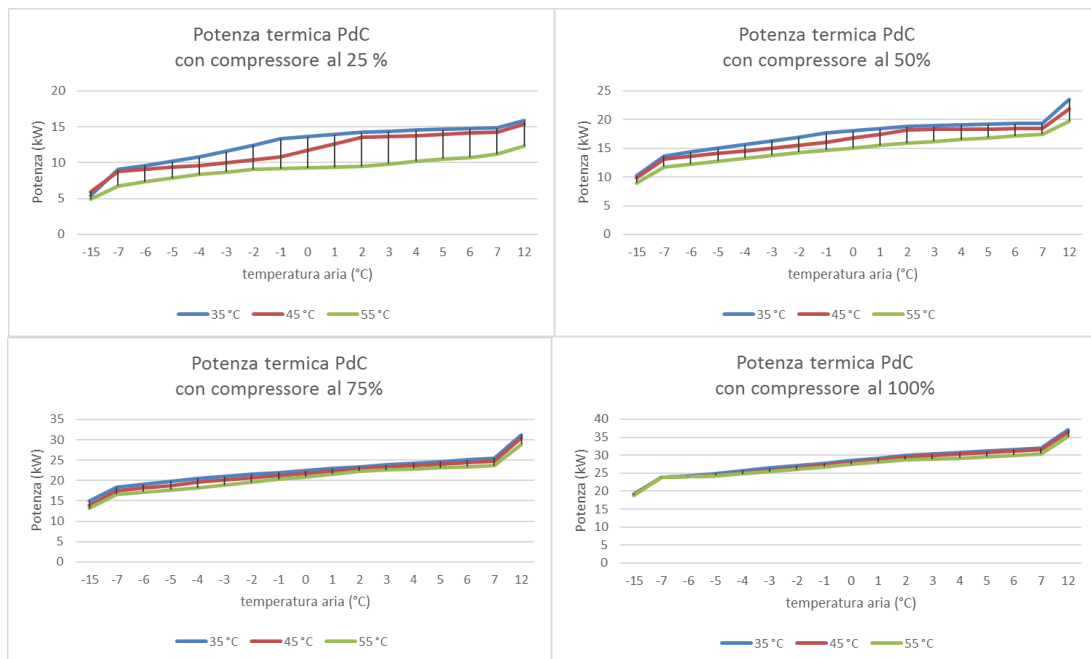 Potenza termica PdC
con compressore al 25 %
Potenza (kW)
20
15
10
5
0
-15 -7 -6 -5 -4 -3 -2 -1 0 1 2 3 4 5 6 7 12
temperatura aria (°C)
35°C 45°C 55°C
Potenza termica PdC
con compressore al 50%
Potenza (kW)
25
20
15
10
5
0
-15 -7 -6 -5 -4 -3 -2 -1 0 1 2 3 4 5 6 7 12
temperatura aria (°C)
35°C 45°C 55°C
Potenza termica PdC
con compressore al 75%
Potenza (kW)
35
30
25
20
15
10
5
0
-15 -7 -6 -5 -4 -3 -2 -1 0 1 2 3 4 5 6 7 12
temperatura aria (°C)
35°C 45°C 55°C
Potenza termica PdC
con compressore al 100%
Potenza (kW)
40
35
30
25
20
15
10
5
0
-15 -7 -6 -5 -4 -3 -2 -1 0 1 2 3 4 5 6 7 12
temperatura aria (°C)
35°C 45°C 55°C